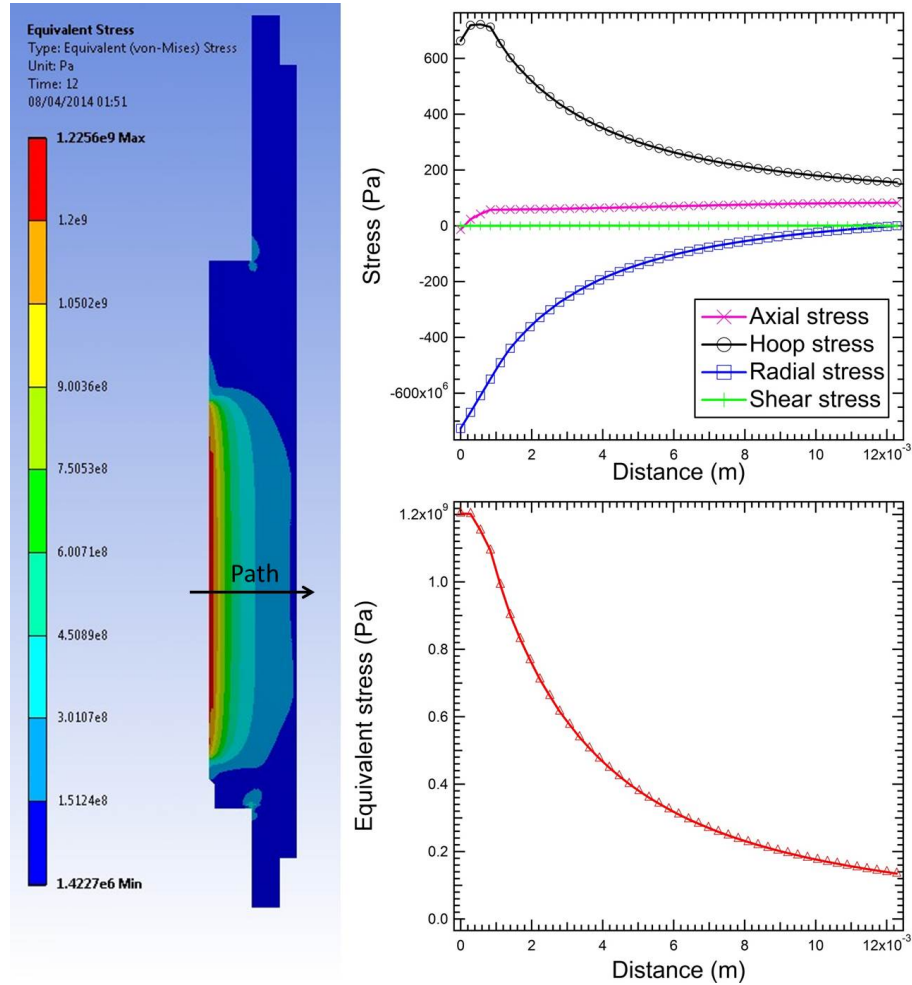 Equivalent Stress
Type: Equivalent (von-Mises) Stress
Unit: Pa
Time: 12
08/04/2014 01:51
1.2256e9 Max
1.2e9
1.0502e9
9.0036e8
7.5053e8
6.0071e8
4.5089e8
3.0107e8
1.5124e8
1.4227e6 Min
Path
Stress (Pa)
600
400
200
0
-200
-400
-600x10⁶
Axial stress
Hoop stress
Radial stress
Shear stress
0 2 4 6 8 10 12x10⁻³
Distance (m)
Equivalent stress (Pa)
1.2x10⁹
1.0
0.8
0.6
0.4
0.2
0.0
0 2 4 6 8 10 12x10⁻³
Distance (m)